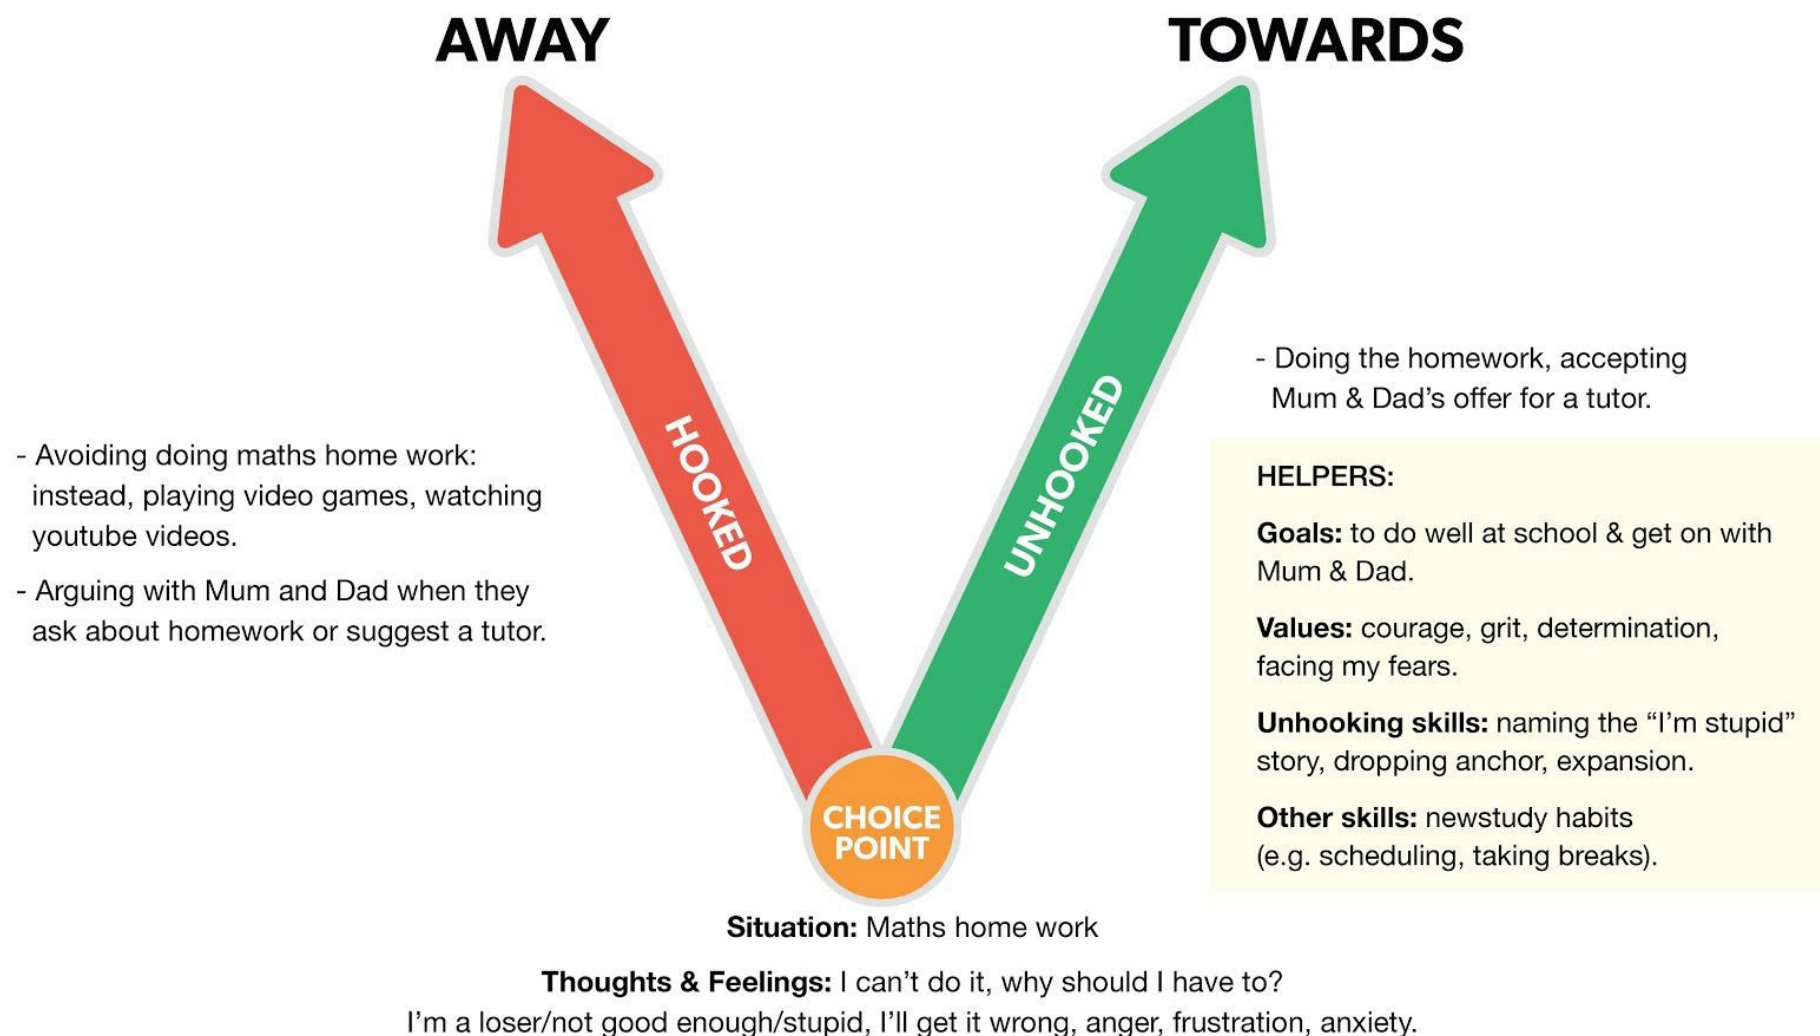 AWAY
TOWARDS
HOOKED
UNHOOKED
- Avoiding doing maths home work:
instead, playing video games, watching
youtube videos.
- Arguing with Mum and Dad when they
ask about homework or suggest a tutor.
- Doing the homework, accepting
Mum & Dad’s offer for a tutor.
HELPERS:
Goals: to do well at school & get on with
Mum & Dad.
Values: courage, grit, determination,
facing my fears.
Unhooking skills: naming the “I’m stupid”
story, dropping anchor, expansion.
Other skills: newstudy habits
(e.g. scheduling, taking breaks).
CHOICE
POINT
Situation: Maths home work
Thoughts & Feelings: I can’t do it, why should I have to?
I’m a loser/not good enough/stupid, I’ll get it wrong, anger, frustration, anxiety.